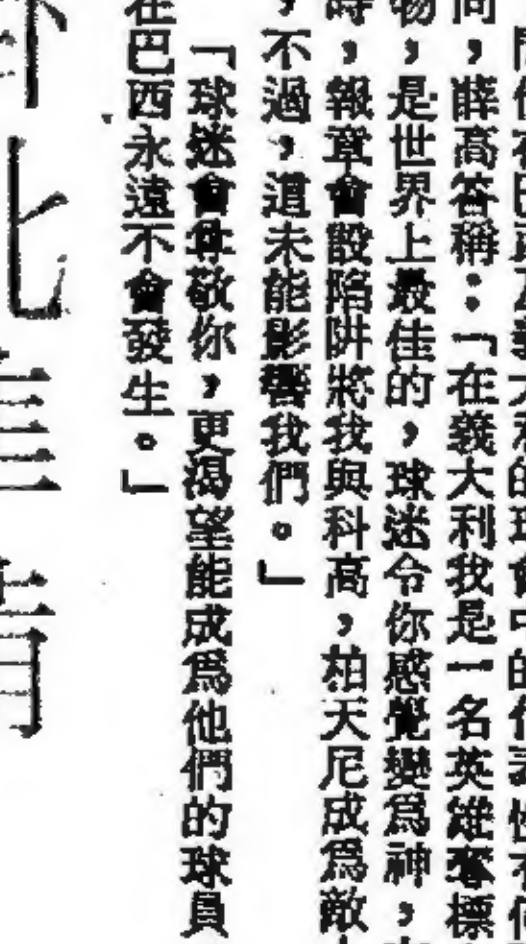 同，薛高答稱：「在義大利我是一名英雄奪標
物，是世界上最佳的，球迷令你感覺變爲神，
時，報章會設陷阱將我與科高，柏天尼成爲敵
，不過，這未能影響我們。」
「球迷會尊敬你，更渴望能成爲他們的球員
在巴西永遠不會發生。」